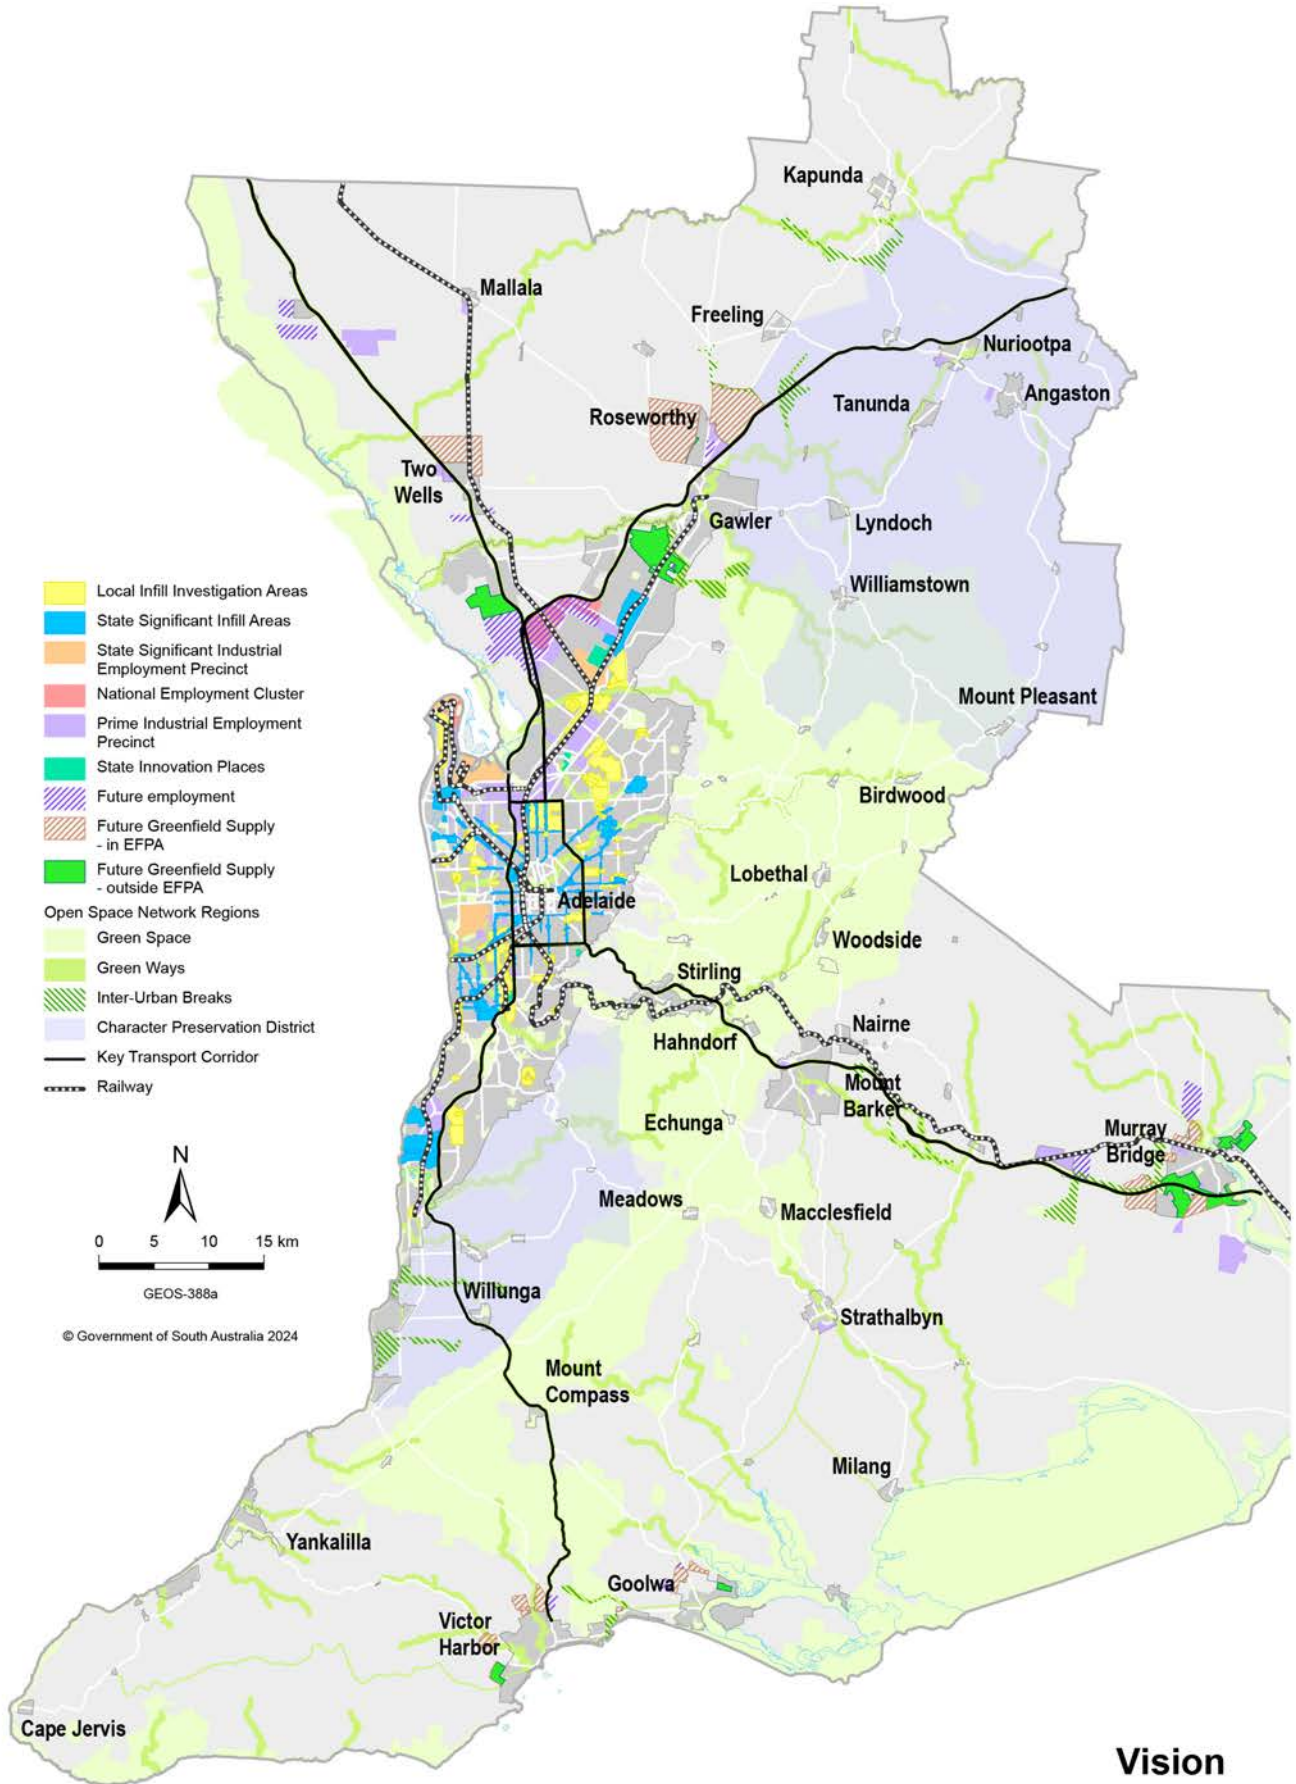 Kapunda
Mallala
Freeling
Nuriootpa
Angaston
Tanunda
Roseworthy
Two
Wells
Gawler
Lyndoch
Williamstown
Mount Pleasant
Birdwood
Lobethal
Adelaide
Woodside
Stirling
Hahndorf
Nairne
Mount
Barker
Echunga
Murray
Bridge
Meadows
Macclesfield
Willunga
Strathalbyn
Mount
Compass
Milang
Yankalilla
Goolwa
Victor
Harbor
Cape Jervis
Local Infill Investigation Areas
State Significant Infill Areas
State Significant Industrial
Employment Precinct
National Employment Cluster
Prime Industrial Employment
Precinct
State Innovation Places
Future employment
Future Greenfield Supply
- in EFPA
Future Greenfield Supply
- outside EFPA
Open Space Network Regions
Green Space
Green Ways
Inter-Urban Breaks
Character Preservation District
Key Transport Corridor
Railway
N
0 5 10 15 km
GEOS-388a
© Government of South Australia 2024
Vision